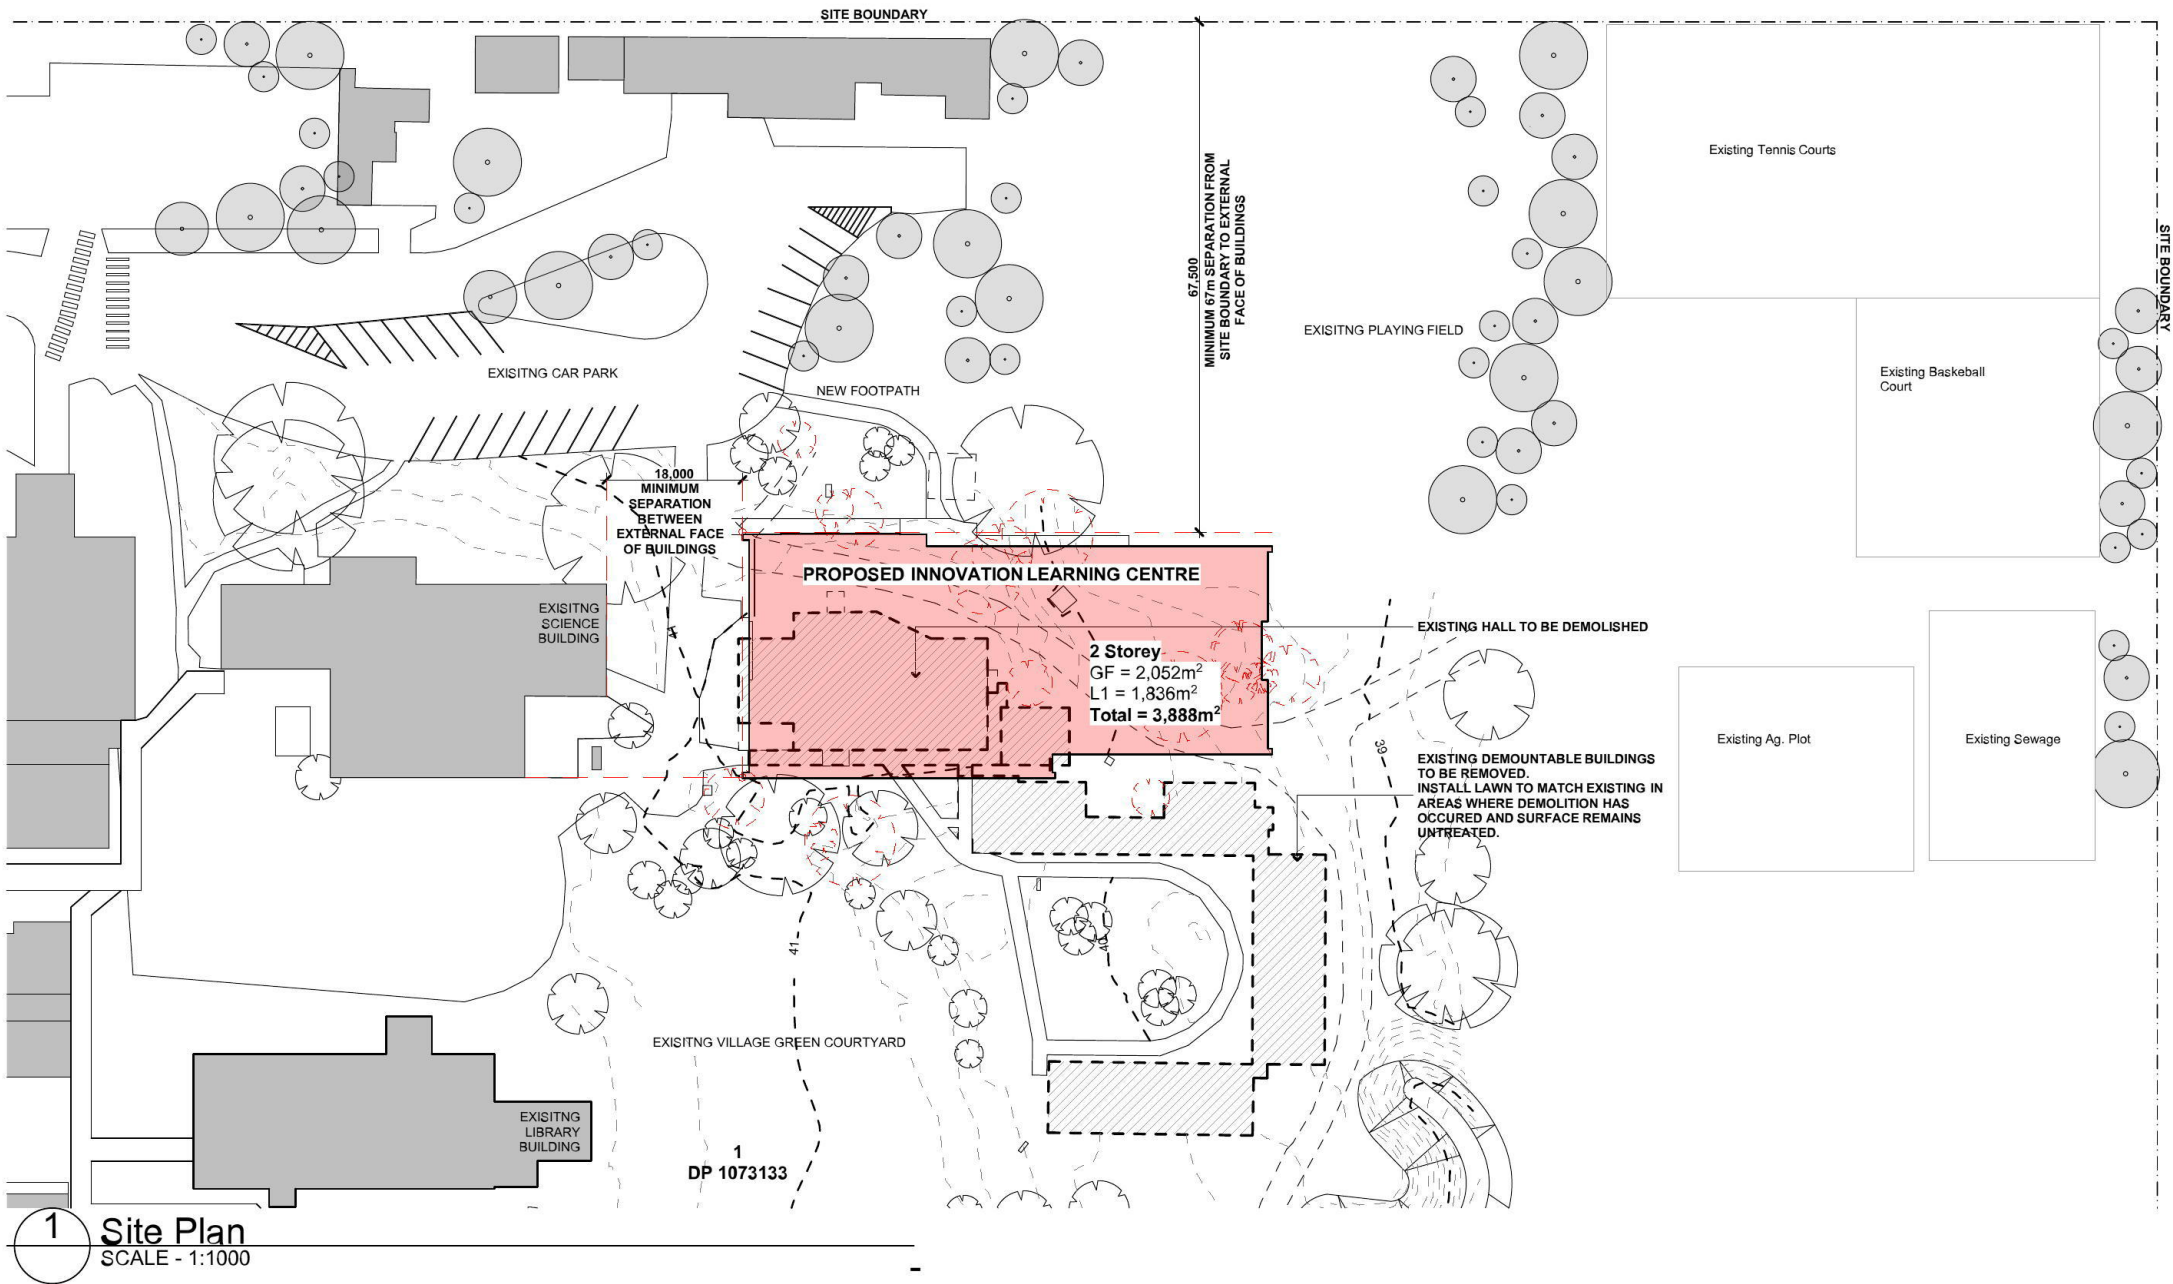 SITE BOUNDARY
Existing Tennis Courts
MINIMUM 67m SEPARATION FROM
SITE BOUNDARY TO EXTERNAL
FACE OF BUILDINGS
67,500
SITE BOUNDARY
EXISITNG PLAYING FIELD
EXISITNG CAR PARK
NEW FOOTPATH
Existing Baskeball
Court
18,000
MINIMUM
SEPARATION
BETWEEN
EXTERNAL FACE
OF BUILDINGS
PROPOSED INNOVATION LEARNING CENTRE
EXISITNG
SCIENCE
BUILDING
EXISTING HALL TO BE DEMOLISHED
2 Storey
GF = 2,052m²
L1 = 1,836m²
Total = 3,888m²
Existing Ag. Plot
Existing Sewage
39
EXISTING DEMOUNTABLE BUILDINGS
TO BE REMOVED.
INSTALL LAWN TO MATCH EXISTING IN
AREAS WHERE DEMOLITION HAS
OCCURED AND SURFACE REMAINS
UNTREATED.
41
40
EXISITNG VILLAGE GREEN COURTYARD
EXISITNG
LIBRARY
BUILDING
1
DP 1073133
1
Site Plan
SCALE - 1:1000